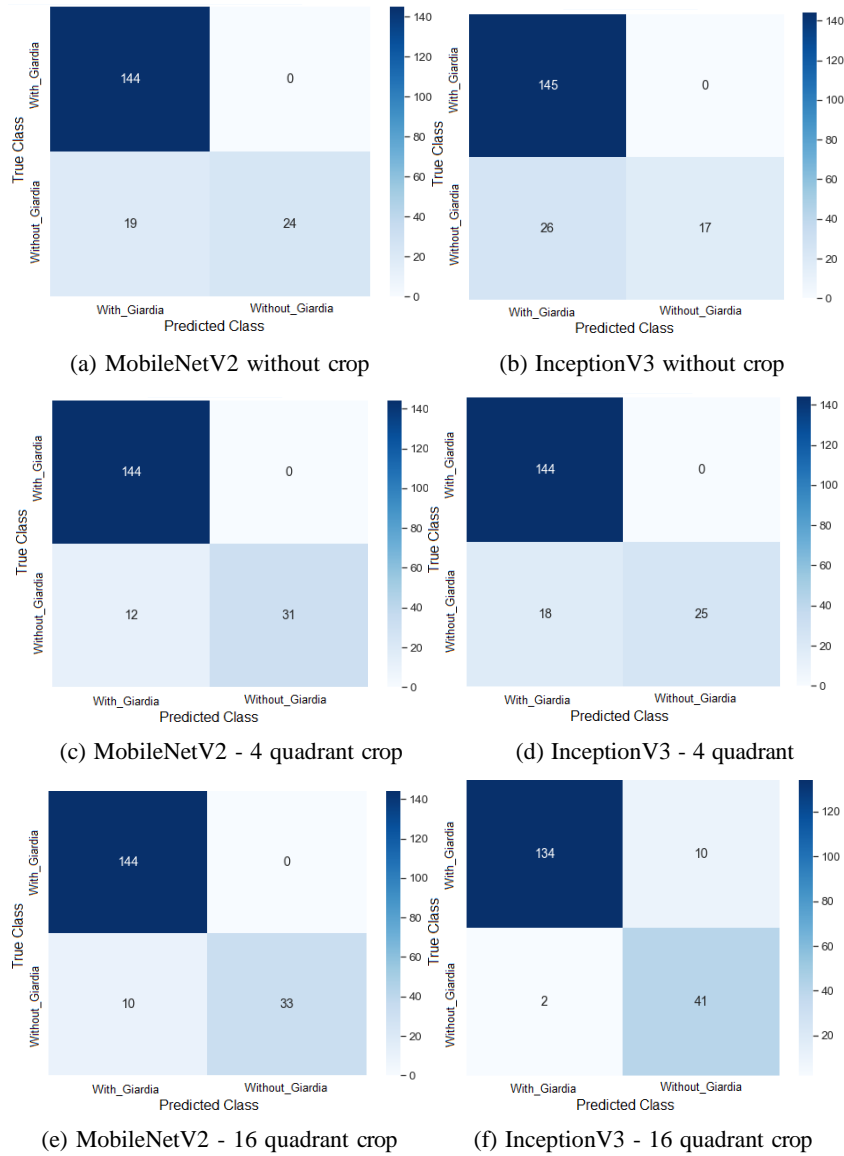 With_Giardia
Without_Giardia
True Class
144
0
19
24
With_Giardia
Without_Giardia
Predicted Class
140
120
100
80
60
40
20
0
(a) MobileNetV2 without crop
With_Giardia
Without_Giardia
True Class
145
0
26
17
With_Giardia
Without_Giardia
Predicted Class
140
120
100
80
60
40
20
0
(b) InceptionV3 without crop
With_Giardia
Without_Giardia
True Class
144
0
12
31
With_Giardia
Without_Giardia
Predicted Class
140
120
100
80
60
40
20
0
(c) MobileNetV2 - 4 quadrant crop
With_Giardia
Without_Giardia
True Class
144
0
18
25
With_Giardia
Without_Giardia
Predicted Class
140
120
100
80
60
40
20
0
(d) InceptionV3 - 4 quadrant
With_Giardia
Without_Giardia
True Class
144
0
10
33
With_Giardia
Without_Giardia
Predicted Class
140
120
100
80
60
40
20
0
(e) MobileNetV2 - 16 quadrant crop
With_Giardia
Without_Giardia
True Class
134
10
2
41
With_Giardia
Without_Giardia
Predicted Class
120
100
80
60
40
20
(f) InceptionV3 - 16 quadrant crop